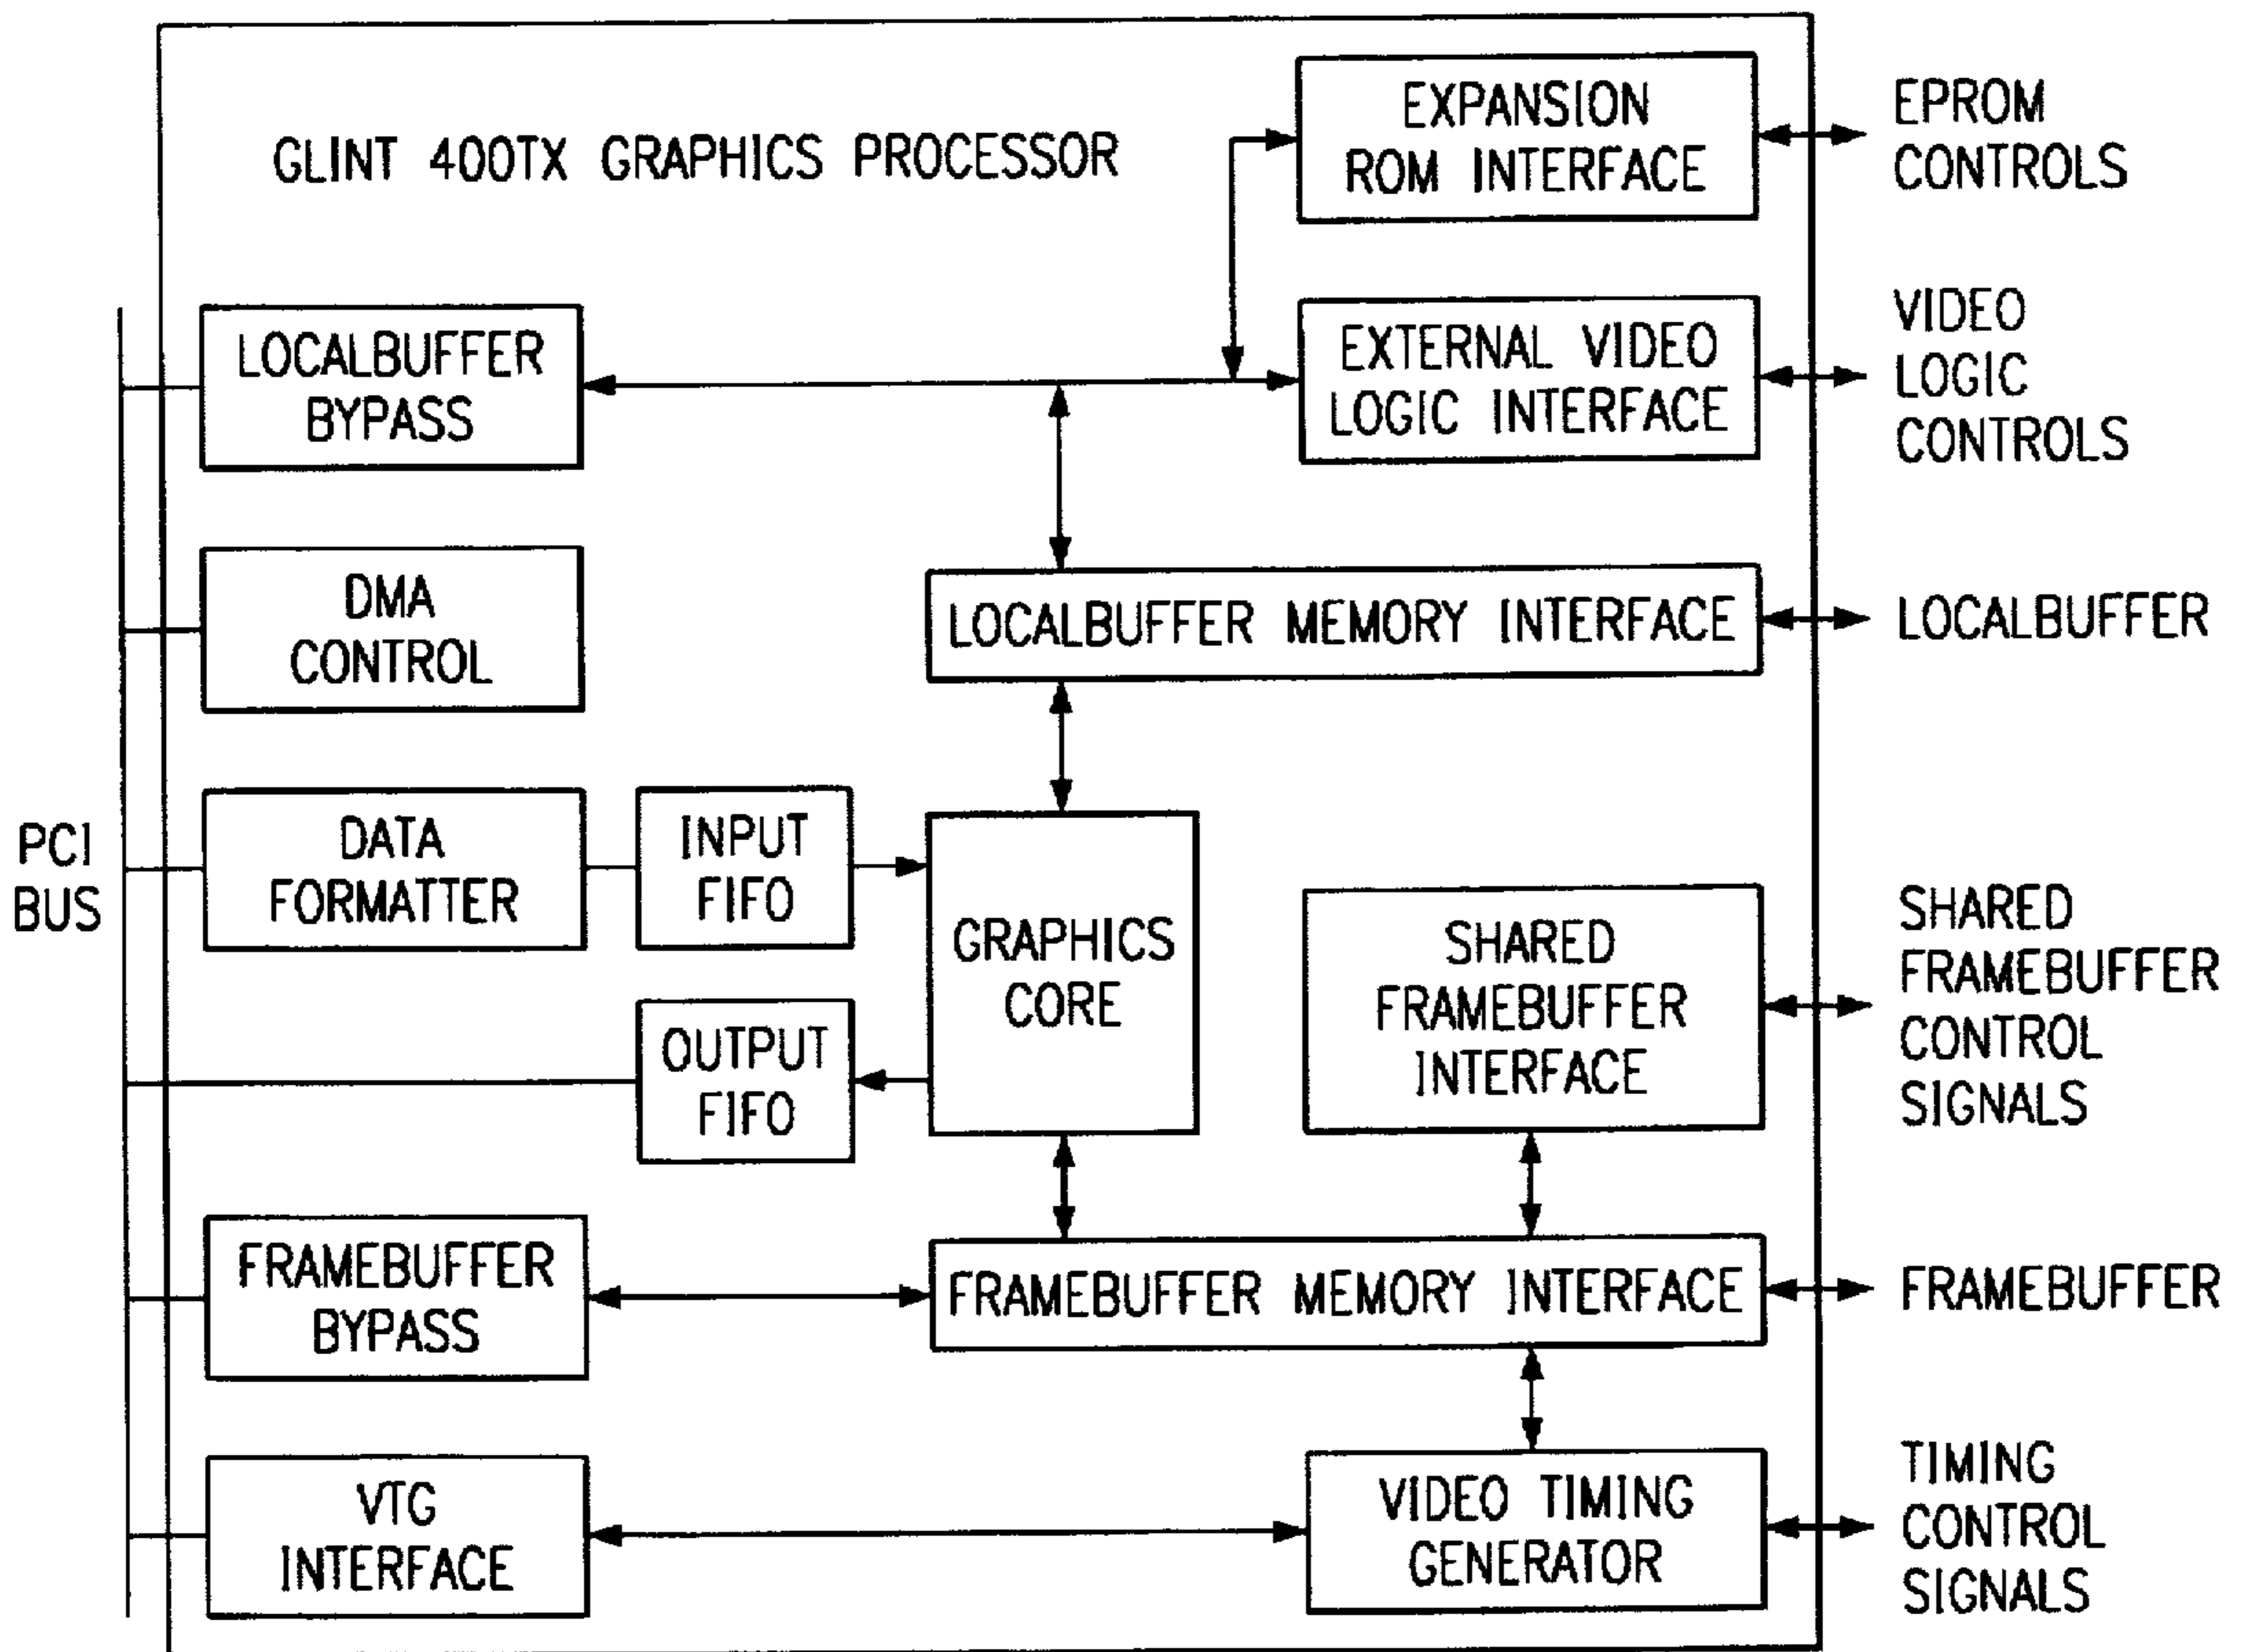 GLINT 400TX GRAPHICS PROCESSOR
EXPANSION
ROM INTERFACE
EPROM
CONTROLS
LOCALBUFFER
BYPASS
EXTERNAL VIDEO
LOGIC INTERFACE
VIDEO
LOGIC
CONTROLS
DMA
CONTROL
LOCALBUFFER MEMORY INTERFACE
LOCALBUFFER
PCI
BUS
DATA
FORMATTER
INPUT
FIFO
GRAPHICS
CORE
OUTPUT
FIFO
SHARED
FRAMEBUFFER
INTERFACE
SHARED
FRAMEBUFFER
CONTROL
SIGNALS
FRAMEBUFFER
BYPASS
FRAMEBUFFER MEMORY INTERFACE
FRAMEBUFFER
VTG
INTERFACE
VIDEO TIMING
GENERATOR
TIMING
CONTROL
SIGNALS